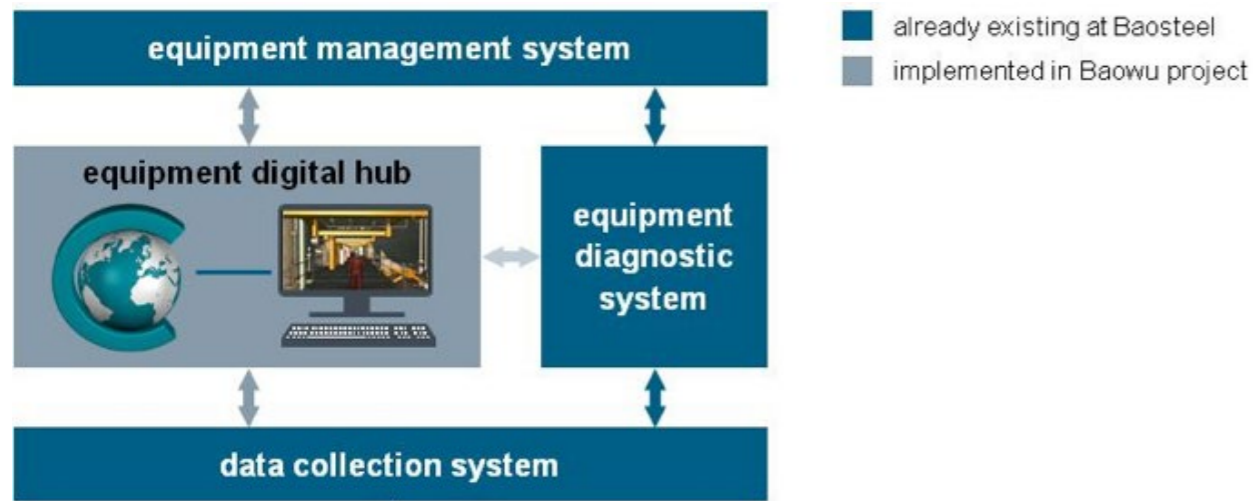 equipment management system
already existing at Baosteel
implemented in Baowu project
equipment digital hub
equipment
diagnostic
system
data collection system